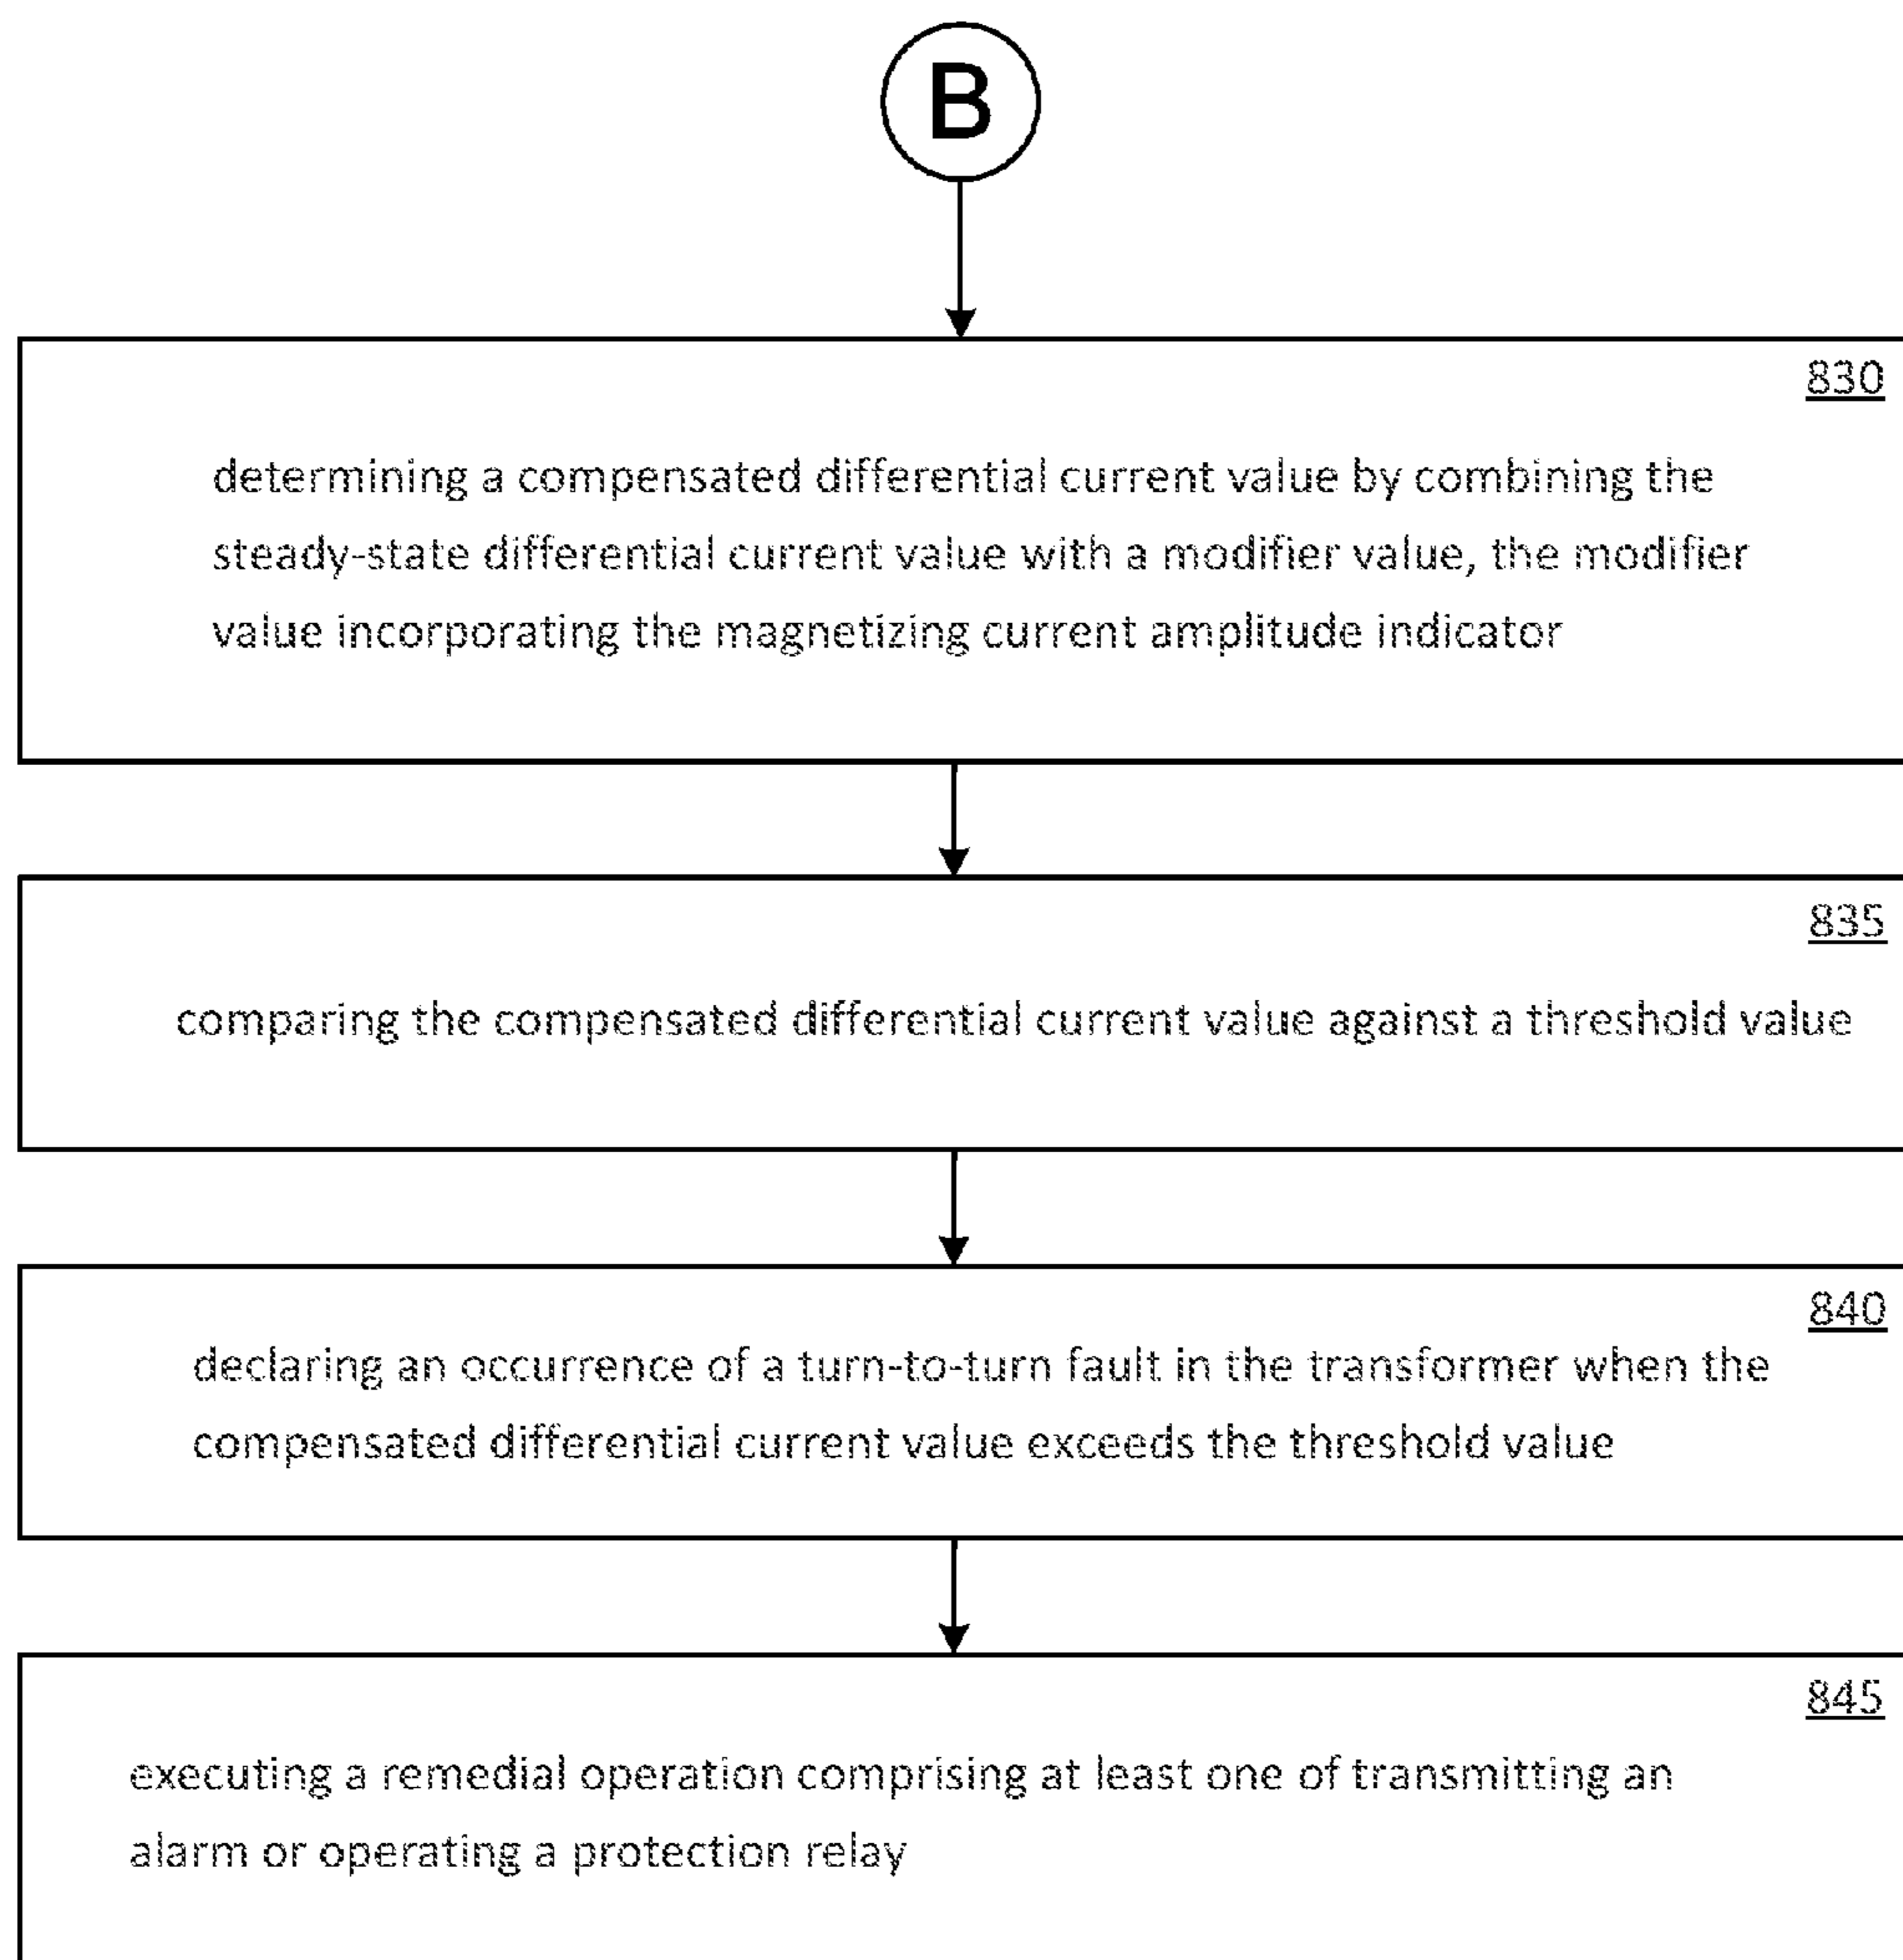 B
830
determining a compensated differential current value by combining the
steady-state differential current value with a modifier value, the modifier
value incorporating the magnetizing current amplitude indicator
835
comparing the compensated differential current value against a threshold value
840
declaring an occurrence of a turn-to-turn fault in the transformer when the
compensated differential current value exceeds the threshold value
845
executing a remedial operation comprising at least one of transmitting an
alarm or operating a protection relay